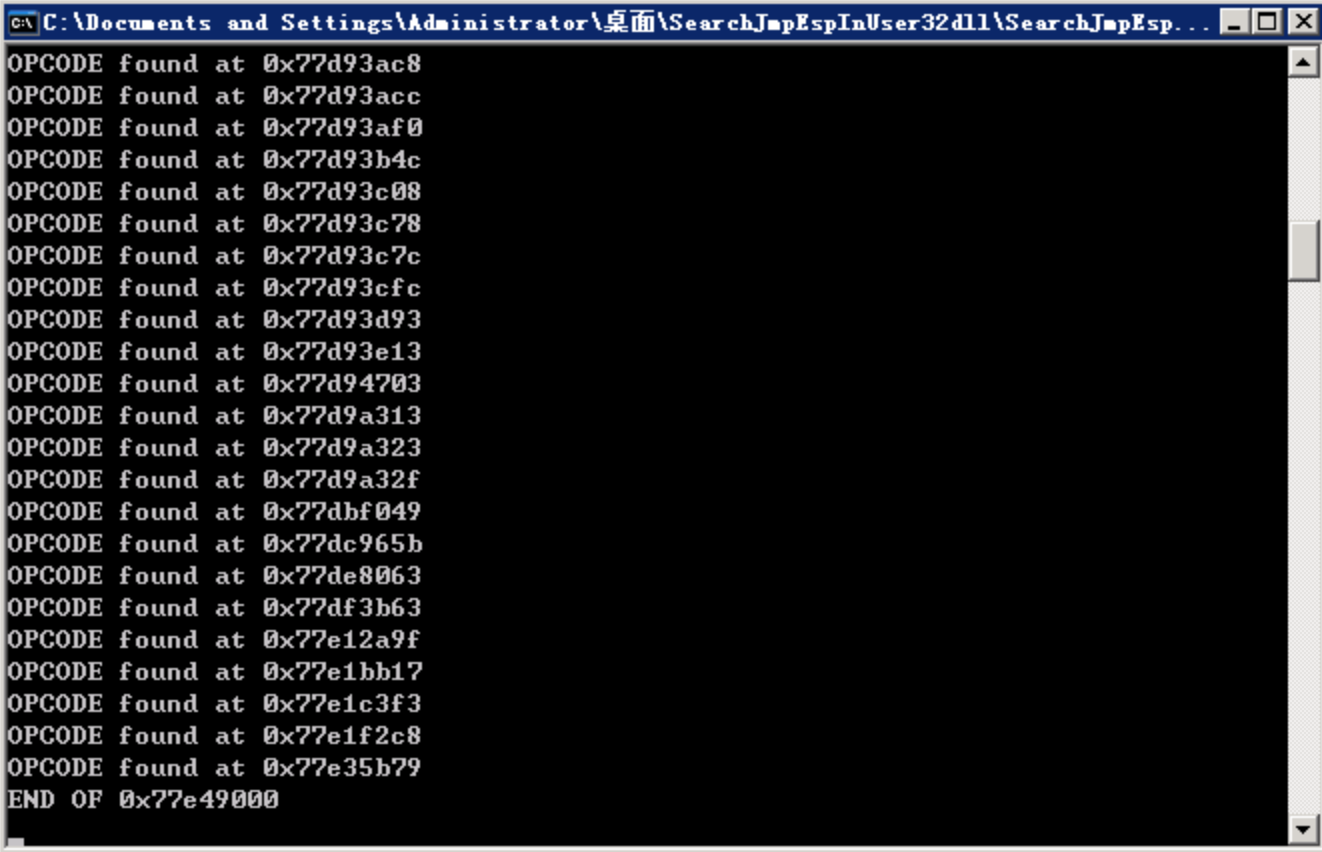 C:\Documents and Settings\Administrator\桌面\SearchJmpEspInUser32dll\SearchJmpEsp...
OPCODE found at 0x77d93ac8
OPCODE found at 0x77d93acc
OPCODE found at 0x77d93af0
OPCODE found at 0x77d93b4c
OPCODE found at 0x77d93c08
OPCODE found at 0x77d93c78
OPCODE found at 0x77d93c7c
OPCODE found at 0x77d93cfc
OPCODE found at 0x77d93d93
OPCODE found at 0x77d93e13
OPCODE found at 0x77d94703
OPCODE found at 0x77d9a313
OPCODE found at 0x77d9a323
OPCODE found at 0x77d9a32f
OPCODE found at 0x77dbf049
OPCODE found at 0x77dc965b
OPCODE found at 0x77de8063
OPCODE found at 0x77df3b63
OPCODE found at 0x77e12a9f
OPCODE found at 0x77e1bb17
OPCODE found at 0x77e1c3f3
OPCODE found at 0x77e1f2c8
OPCODE found at 0x77e35b79
END OF 0x77e49000